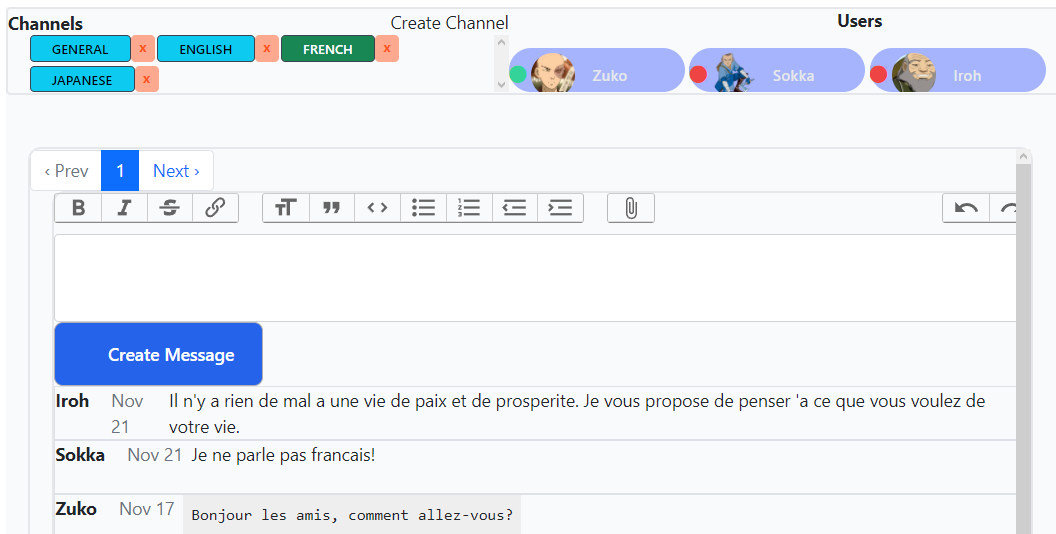 Channels
Create Channel
Users
GENERAL x ENGLISH x FRENCH x
JAPANESE x
Zuko
Sokka
Iroh
‹ Prev 1 Next ›
B I S
Create Message
Iroh Nov 21 Il n'y a rien de mal a une vie de paix et de prosperite. Je vous propose de penser 'a ce que vous voulez de
votre vie.
Sokka Nov 21 Je ne parle pas francais!
Zuko Nov 17 Bonjour les amis, comment allez-vous?